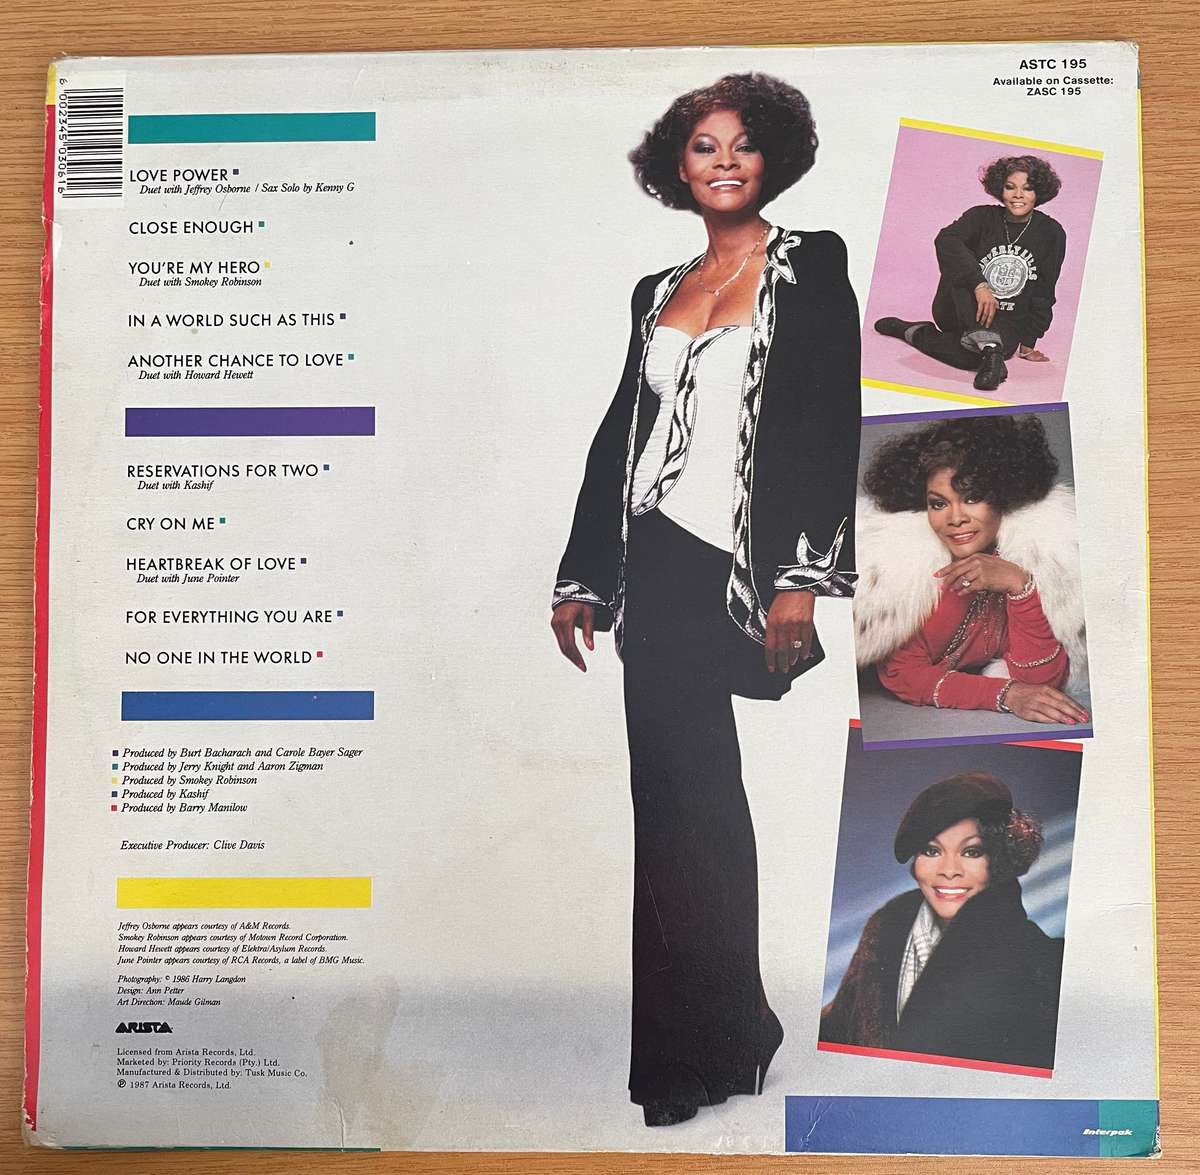 6 002345 030616
ASTC 195
Available on Cassette:
ZASC 195
LOVE POWER
Duet with Jeffrey Osborne / Sax Solo by Kenny G
CLOSE ENOUGH
YOU'RE MY HERO
Duet with Smokey Robinson
IN A WORLD SUCH AS THIS
ANOTHER CHANCE TO LOVE
Duet with Howard Hewett
RESERVATIONS FOR TWO
Duet with Kashif
CRY ON ME
HEARTBREAK OF LOVE
Duet with June Pointer
FOR EVERYTHING YOU ARE
NO ONE IN THE WORLD
Produced by Burt Bacharach and Carole Bayer Sager
Produced by Jerry Knight and Aaron Zigman
Produced by Smokey Robinson
Produced by Kashif
Produced by Barry Manilow
Executive Producer: Clive Davis
Jeffrey Osborne appears courtesy of A&M Records.
Smokey Robinson appears courtesy of Motown Record Corporation.
Howard Hewett appears courtesy of Elektra/Asylum Records.
June Pointer appears courtesy of RCA Records, a label of BMG Music.
Photography: © 1986 Harry Langdon
Design: Ann Petter
Art Direction: Maude Gilman
ARISTA
Licensed from Arista Records, Ltd.
Marketed by: Priority Records (Pty.) Ltd.
Manufactured & Distributed by: Tusk Music Co.
℗ 1987 Arista Records, Ltd.
Interpak